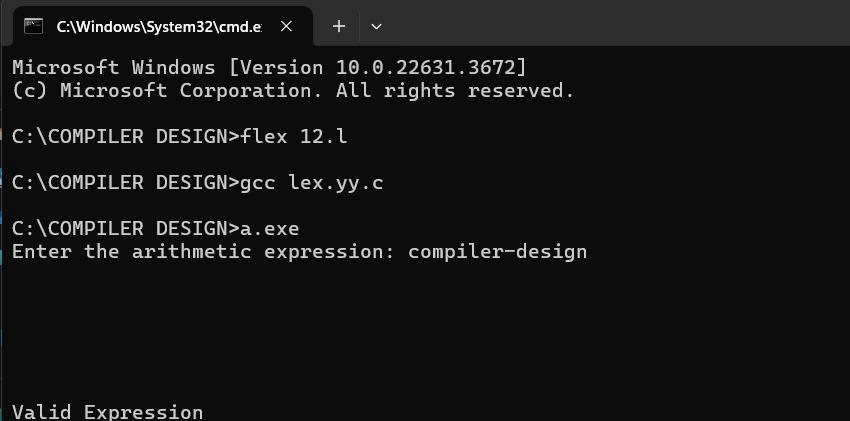 C:\Windows\System32\cmd.e
Microsoft Windows [Version 10.0.22631.3672]
(c) Microsoft Corporation. All rights reserved.
C:\COMPILER DESIGN>flex 12.l
C:\COMPILER DESIGN>gcc lex.yy.c
C:\COMPILER DESIGN>a.exe
Enter the arithmetic expression: compiler-design
Valid Expression